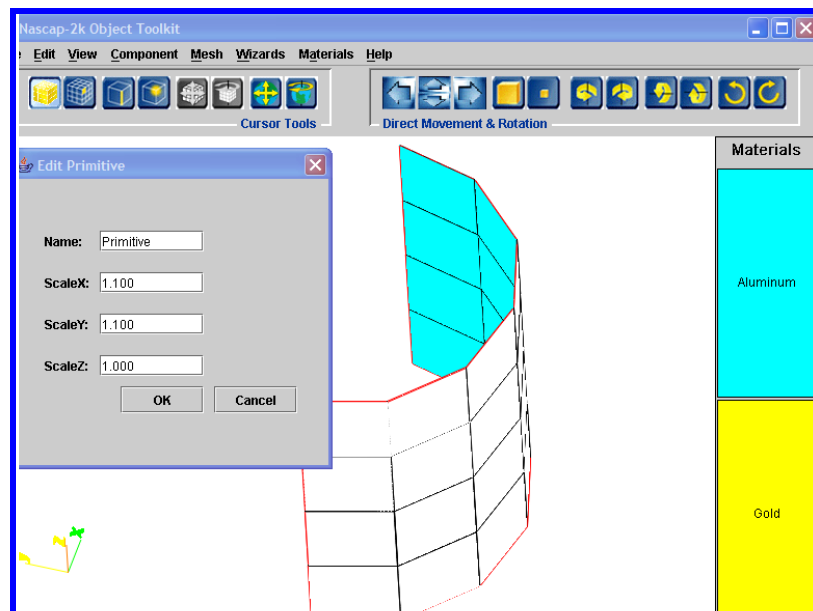 Nascap-2k Object Toolkit
Edit View Component Mesh Wizards Materials Help
Cursor Tools
Direct Movement & Rotation
Materials
Edit Primitive
Name: Primitive
ScaleX: 1.100
Aluminum
ScaleY: 1.100
ScaleZ: 1.000
OK Cancel
Gold